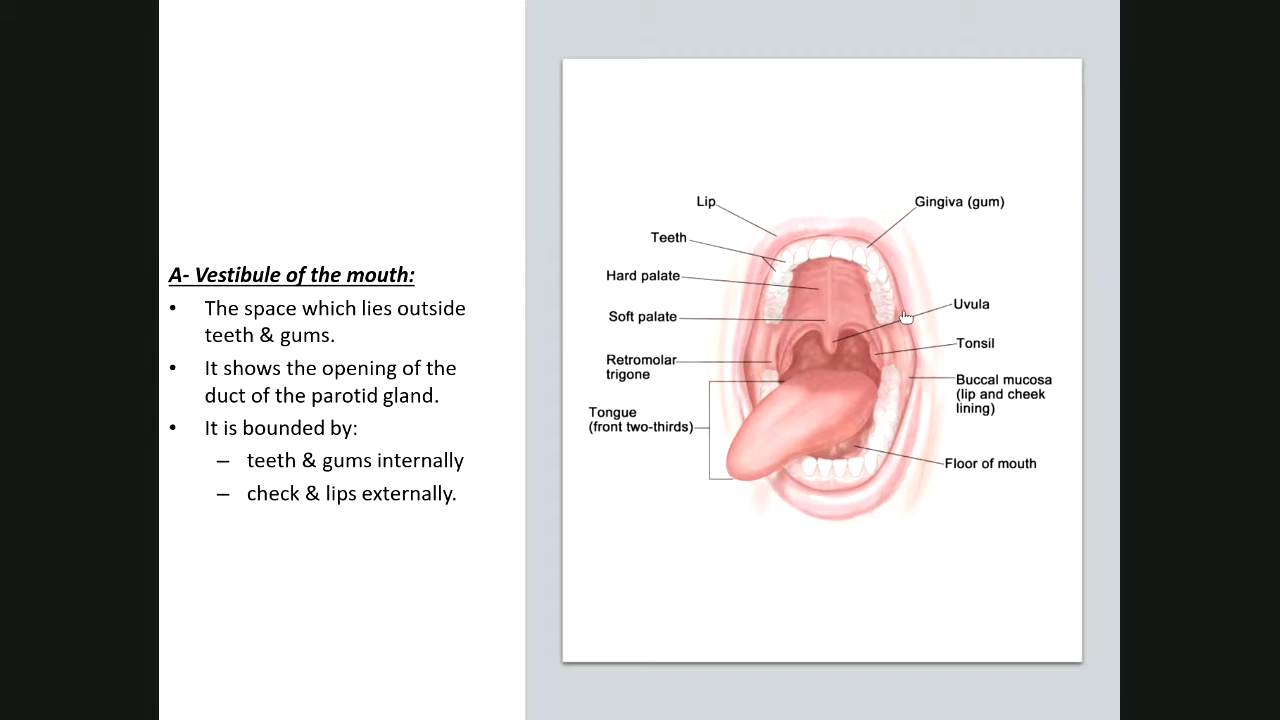 A- Vestibule of the mouth:
• The space which lies outside
teeth & gums.
• It shows the opening of the
duct of the parotid gland.
• It is bounded by:
– teeth & gums internally
– check & lips externally.
Lip
Gingiva (gum)
Teeth
Hard palate
Uvula
Soft palate
Tonsil
Retromolar
trigone
Buccal mucosa
(lip and cheek
lining)
Tongue
(front two-thirds)
Floor of mouth